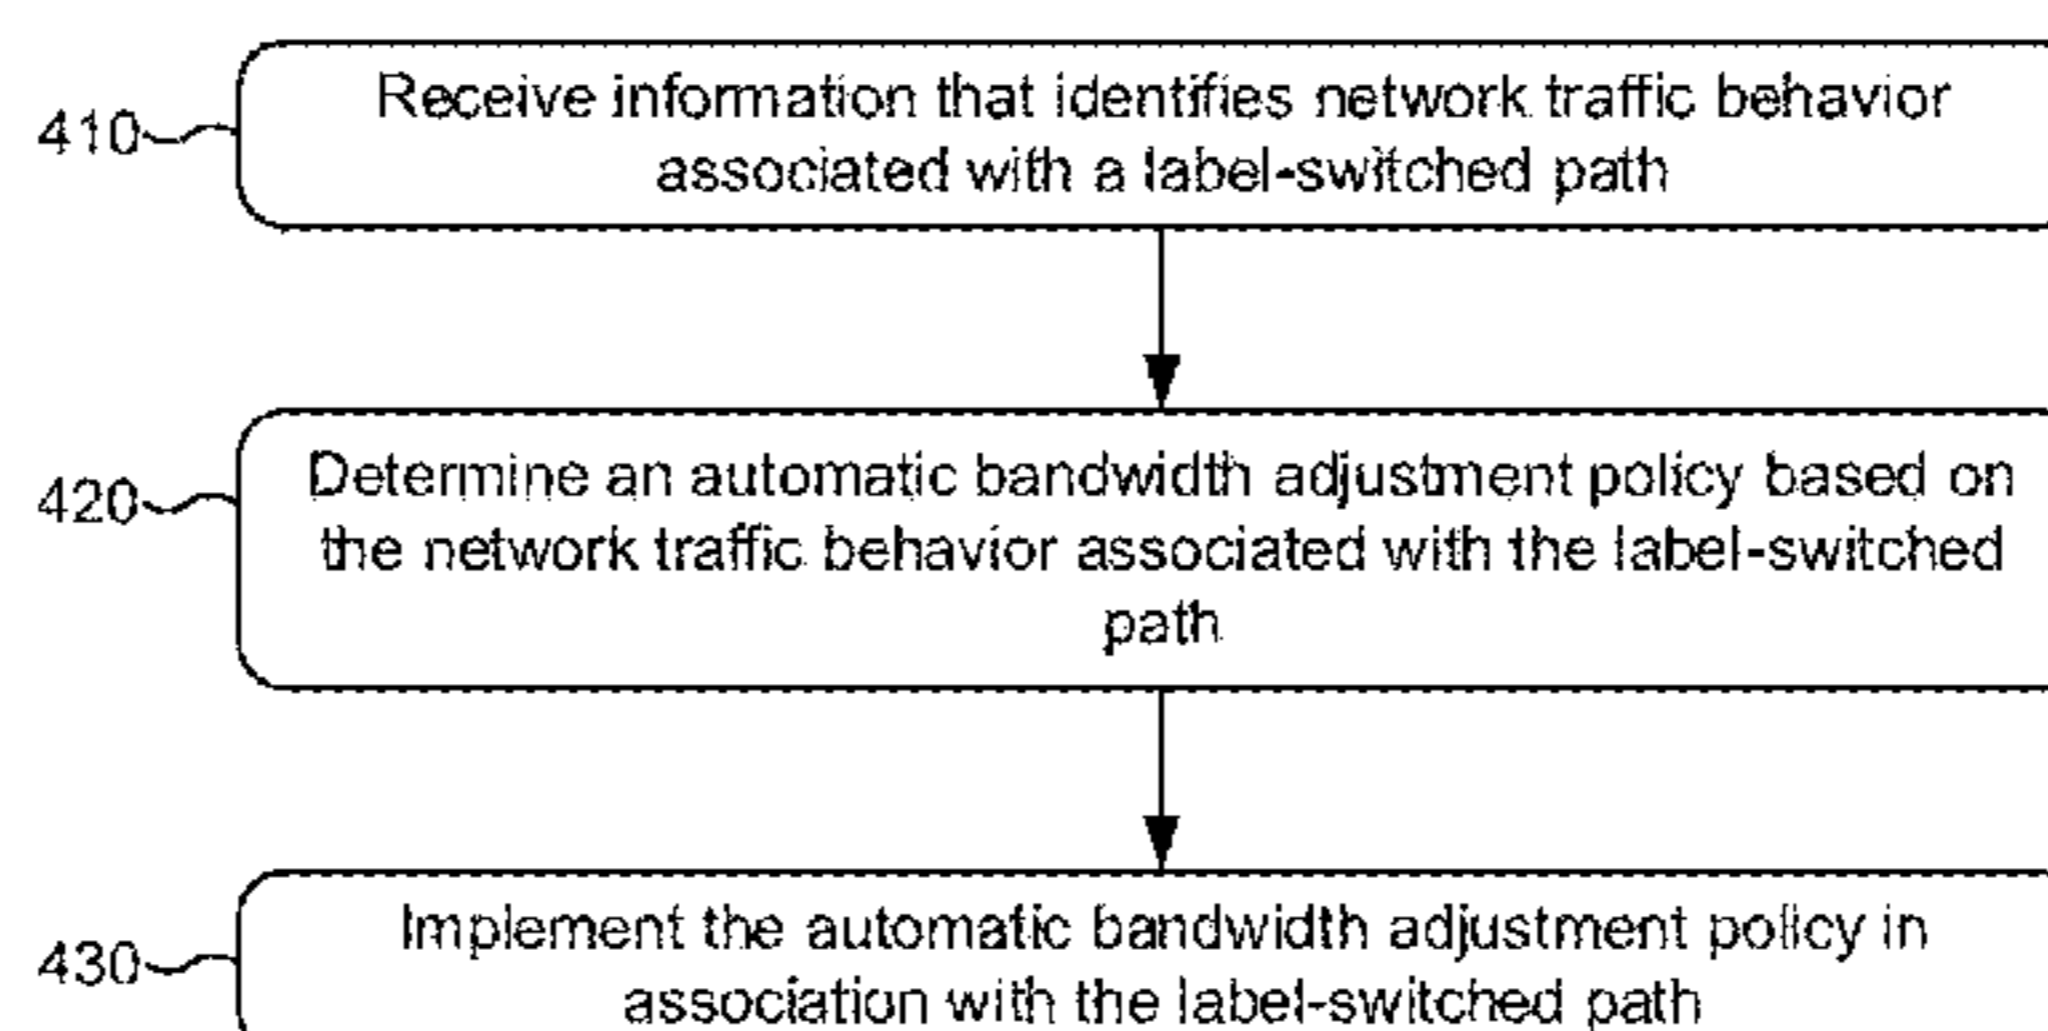 410
Receive information that identifies network traffic behavior
associated with a label-switched path
420
Determine an automatic bandwidth adjustment policy based on
the network traffic behavior associated with the label-switched
path
430
Implement the automatic bandwidth adjustment policy in
association with the label-switched path